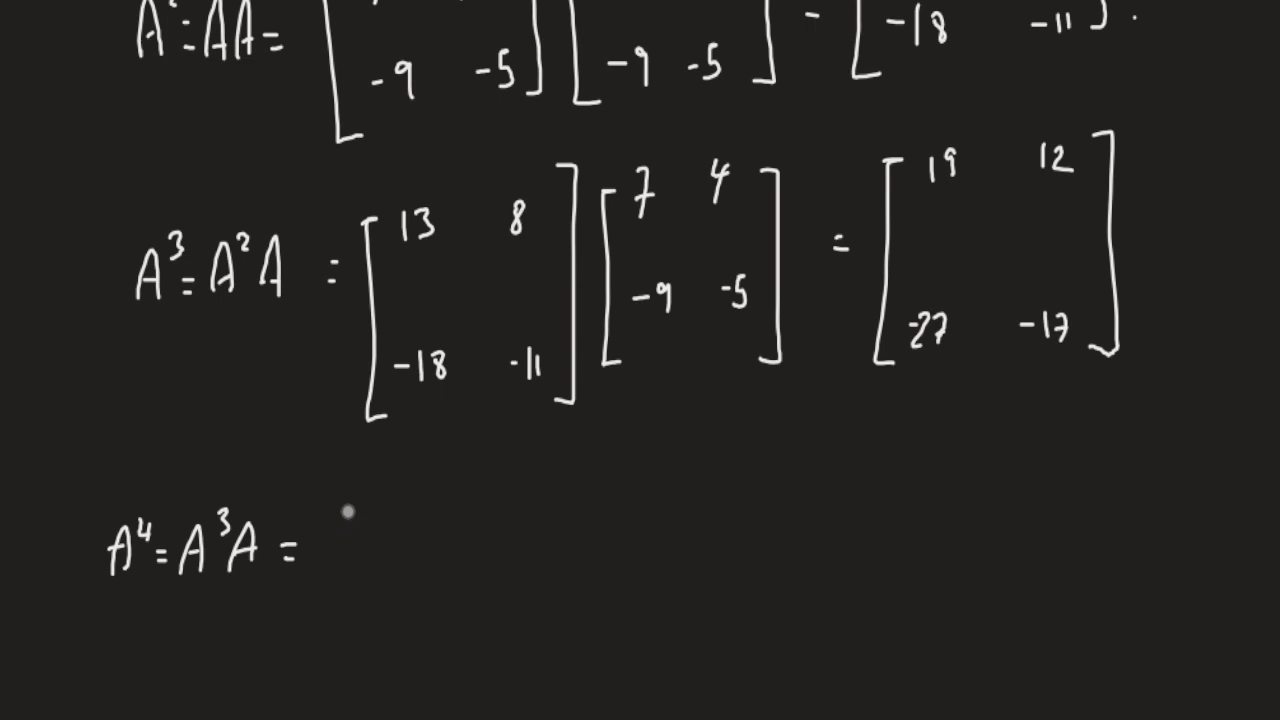 A²=AA= [ -9 -5 ] [ -9 -5 ] = [ -18 -11 ].
A³=A²A = [ 13 8 ] [ 7 4 ] = [ 19 12 ]
[ -18 -11 ] [ -9 -5 ] [ -27 -17 ]
A⁴=A³A =